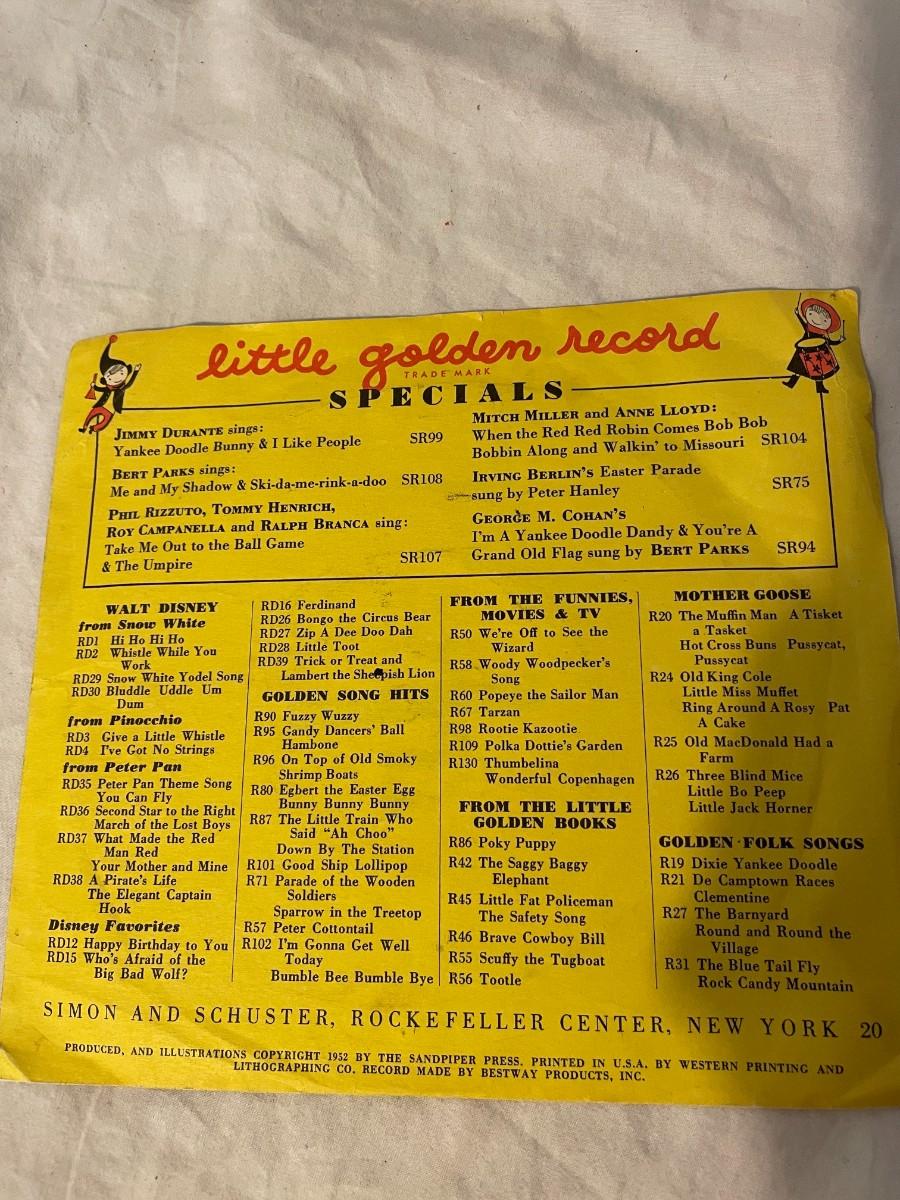 little golden record
TRADE MARK
SPECIALS
JIMMY DURANTE sings:
Yankee Doodle Bunny & I Like People SR99
BERT PARKS sings:
Me and My Shadow & Ski-da-me-rink-a-doo SR108
PHIL RIZZUTO, TOMMY HENRICH,
ROY CAMPANELLA and RALPH BRANCA sing:
Take Me Out to the Ball Game
& The Umpire SR107
MITCH MILLER and ANNE LLOYD:
When the Red Red Robin Comes Bob Bob
Bobbin Along and Walkin' to Missouri SR104
IRVING BERLIN'S Easter Parade
sung by Peter Hanley SR75
GEORGE M. COHAN'S
I'm A Yankee Doodle Dandy & You're A
Grand Old Flag sung by BERT PARKS SR94
WALT DISNEY
from Snow White
RD1 Hi Ho Hi Ho
RD2 Whistle While You
Work
RD29 Snow White Yodel Song
RD30 Bluddle Uddle Um
Dum
from Pinocchio
RD3 Give a Little Whistle
RD4 I've Got No Strings
from Peter Pan
RD35 Peter Pan Theme Song
You Can Fly
RD36 Second Star to the Right
March of the Lost Boys
RD37 What Made the Red
Man Red
Your Mother and Mine
RD38 A Pirate's Life
The Elegant Captain
Hook
Disney Favorites
RD12 Happy Birthday to You
RD15 Who's Afraid of the
Big Bad Wolf?
RD16 Ferdinand
RD26 Bongo the Circus Bear
RD27 Zip A Dee Doo Dah
RD28 Little Toot
RD39 Trick or Treat and
Lambert the Sheepish Lion
GOLDEN SONG HITS
R90 Fuzzy Wuzzy
R95 Gandy Dancers' Ball
Hambone
R96 On Top of Old Smoky
Shrimp Boats
R80 Egbert the Easter Egg
Bunny Bunny Bunny
R87 The Little Train Who
Said "Ah Choo"
Down By The Station
R101 Good Ship Lollipop
R71 Parade of the Wooden
Soldiers
Sparrow in the Treetop
R57 Peter Cottontail
R102 I'm Gonna Get Well
Today
Bumble Bee Bumble Bye
FROM THE FUNNIES,
MOVIES & TV
R50 We're Off to See the
Wizard
R58 Woody Woodpecker's
Song
R60 Popeye the Sailor Man
R67 Tarzan
R98 Rootie Kazootie
R109 Polka Dottie's Garden
R130 Thumbelina
Wonderful Copenhagen
FROM THE LITTLE
GOLDEN BOOKS
R86 Poky Puppy
R42 The Saggy Baggy
Elephant
R45 Little Fat Policeman
The Safety Song
R46 Brave Cowboy Bill
R55 Scuffy the Tugboat
R56 Tootle
MOTHER GOOSE
R20 The Muffin Man A Tisket
a Tasket
Hot Cross Buns Pussycat,
Pussycat
R24 Old King Cole
Little Miss Muffet
Ring Around A Rosy Pat
A Cake
R25 Old MacDonald Had a
Farm
R26 Three Blind Mice
Little Bo Peep
Little Jack Horner
GOLDEN FOLK SONGS
R19 Dixie Yankee Doodle
R21 De Camptown Races
Clementine
R27 The Barnyard
Round and Round the
Village
R31 The Blue Tail Fly
Rock Candy Mountain
SIMON AND SCHUSTER, ROCKEFELLER CENTER, NEW YORK 20
PRODUCED, AND ILLUSTRATIONS COPYRIGHT 1952 BY THE SANDPIPER PRESS. PRINTED IN U.S.A. BY WESTERN PRINTING AND
LITHOGRAPHING CO. RECORD MADE BY BESTWAY PRODUCTS, INC.